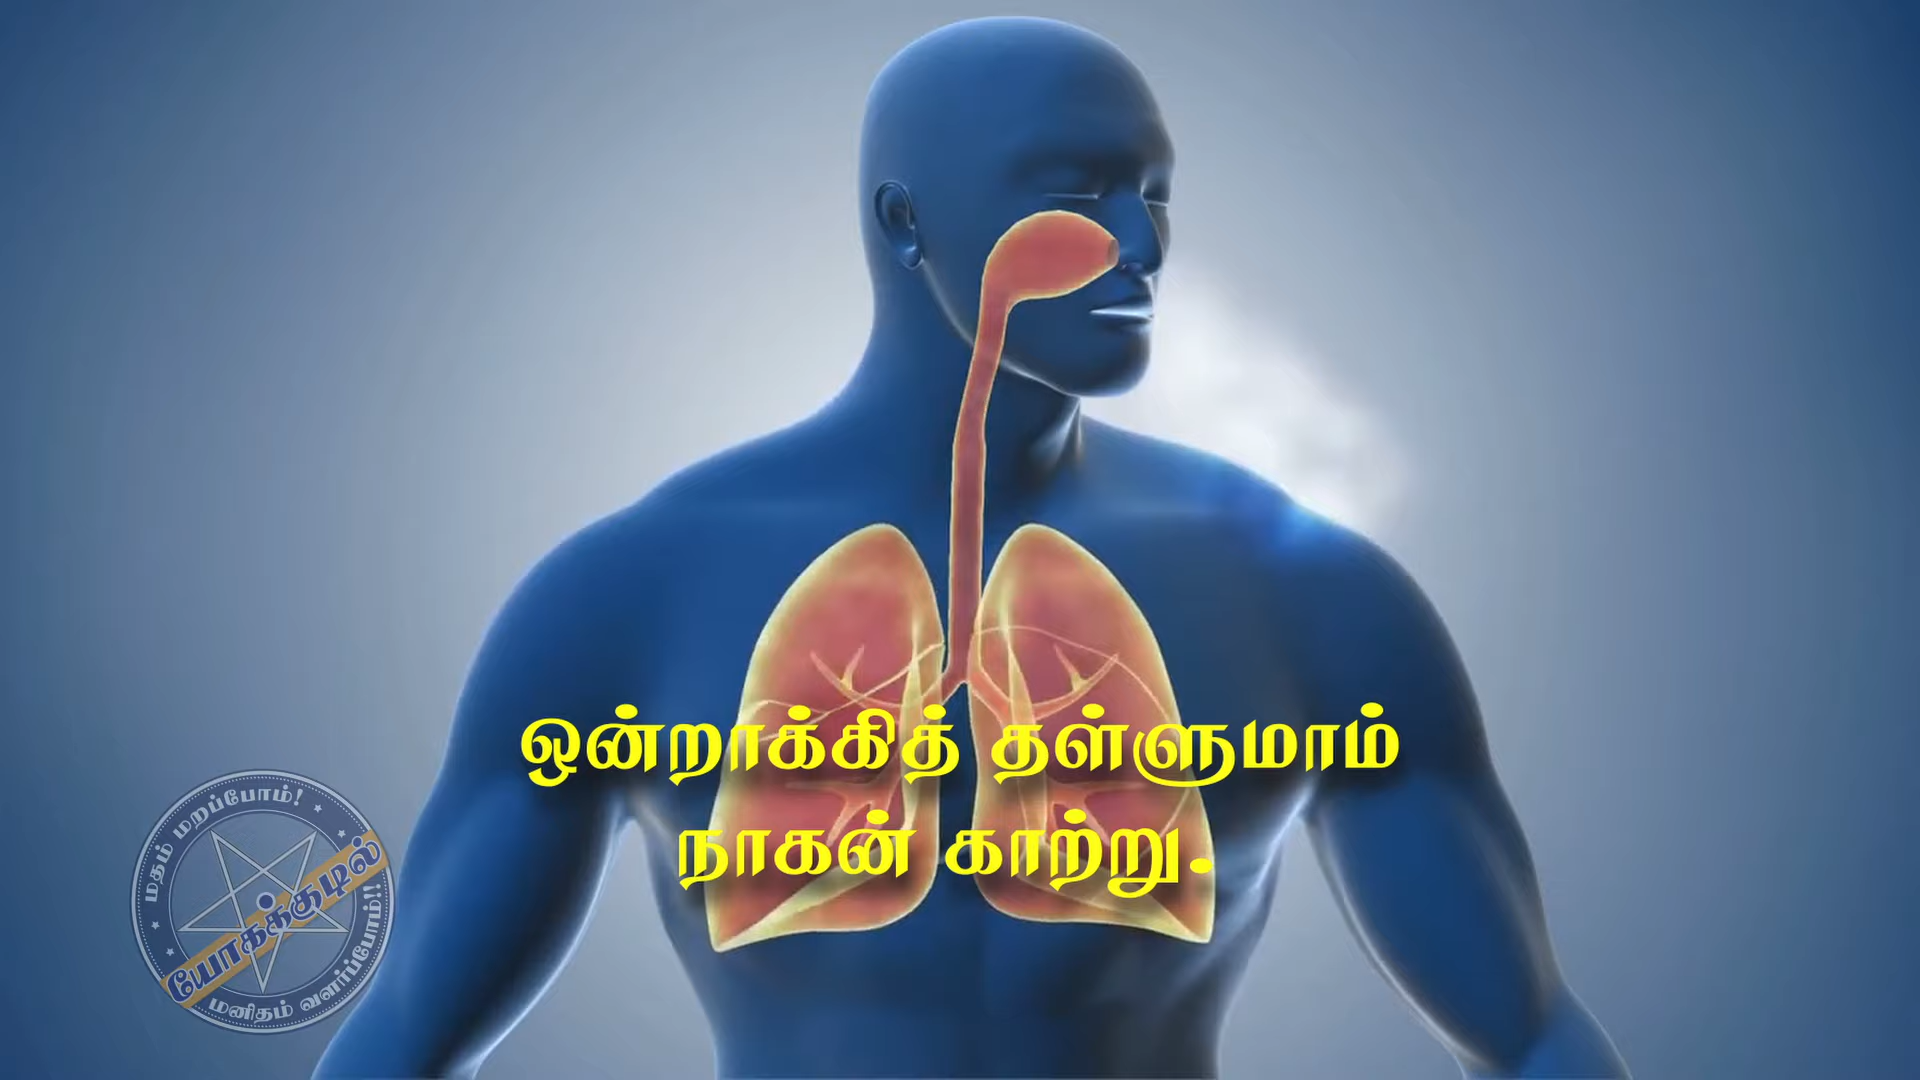 ஒன்றாக்கித் தள்ளுமாம்
நாகன் காற்று.
மதம் மறப்போம்!
யோகக்குடில்
மனிதம் வளர்ப்போம்!!